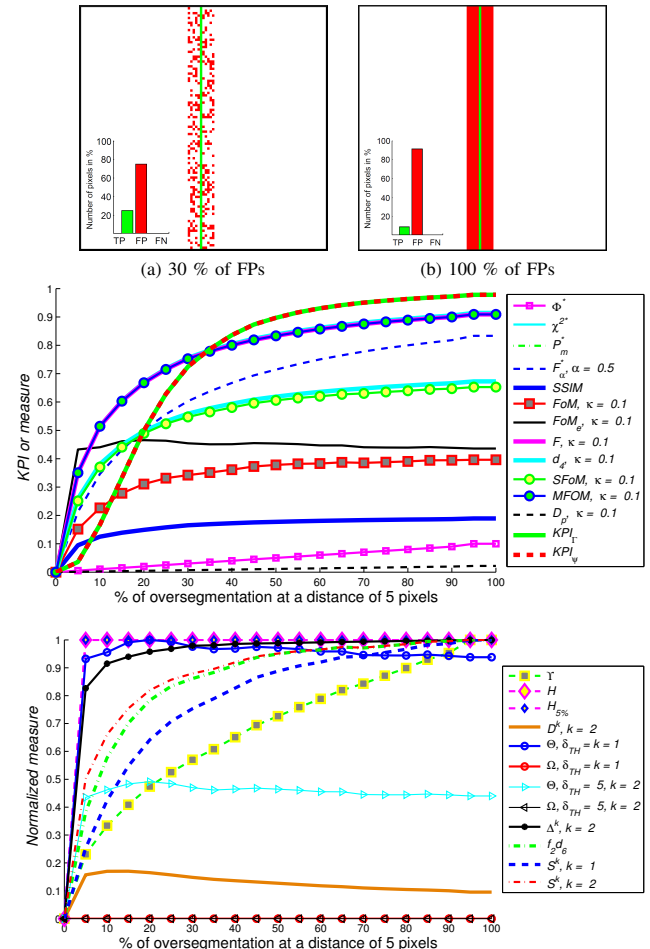 Number of pixels in %
100
80
60
40
20
TP FP FN
(a) 30 % of FPs
Number of pixels in %
100
80
60
40
20
TP FP FN
(b) 100 % of FPs
KPI or measure
1
0.9
0.8
0.7
0.6
0.5
0.4
0.3
0.2
0.1
0
0 10 20 30 40 50 60 70 80 90 100
% of oversegmentation at a distance of 5 pixels
Φ*
χ²*
P*m
F*α, α = 0.5
SSIM
FoM, κ = 0.1
FoMe, κ = 0.1
F, κ = 0.1
d4, κ = 0.1
SFoM, κ = 0.1
MFOM, κ = 0.1
Dp, κ = 0.1
KPIΓ
KPIψ
Normalized measure
1
0.9
0.8
0.7
0.6
0.5
0.4
0.3
0.2
0.1
0
0 10 20 30 40 50 60 70 80 90 100
% of oversegmentation at a distance of 5 pixels
ϒ
H
H5%
Dk, k = 2
Θ, δTH = k = 1
Ω, δTH = k = 1
Θ, δTH = 5, k = 2
Ω, δTH = 5, k = 2
Δk, k = 2
f2d6
Sk, k = 1
Sk, k = 2